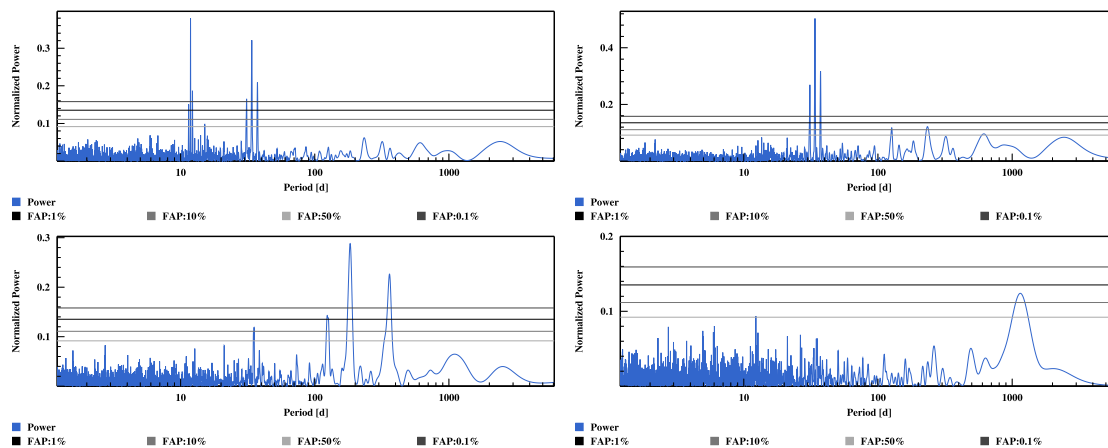 Normalized Power
0.3
0.2
0.1
10
100
1000
Period [d]
Power
FAP:1%
FAP:10%
FAP:50%
FAP:0.1%
Normalized Power
0.4
0.2
10
100
1000
Period [d]
Power
FAP:1%
FAP:10%
FAP:50%
FAP:0.1%
Normalized Power
0.3
0.2
0.1
10
100
1000
Period [d]
Power
FAP:1%
FAP:10%
FAP:50%
FAP:0.1%
Normalized Power
0.2
0.1
10
100
1000
Period [d]
Power
FAP:1%
FAP:10%
FAP:50%
FAP:0.1%